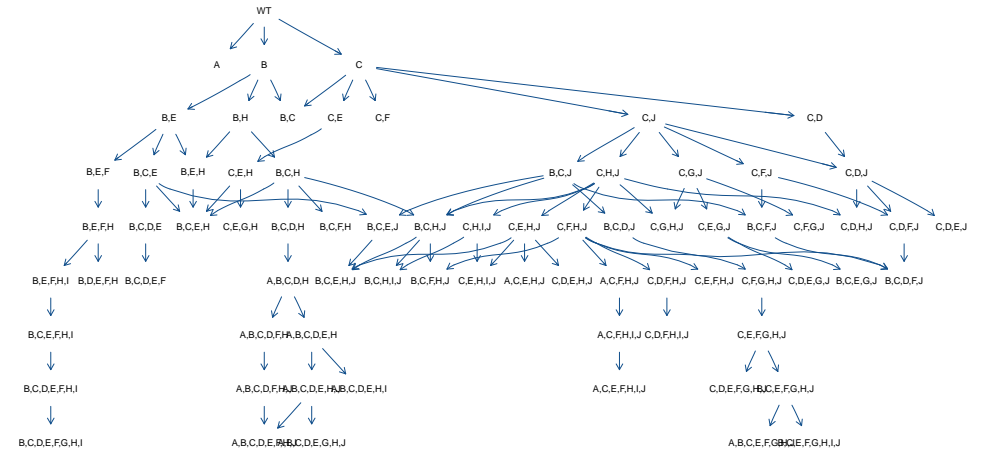 WT
A B C
B,E B,H B,C C,E C,F C,J C,D
B,E,F B,C,E B,E,H C,E,H B,C,H B,C,J C,H,J C,G,J C,F,J C,D,J
B,E,F,H B,C,D,E B,C,E,H C,E,G,H B,C,D,H B,C,F,H B,C,E,J B,C,H,J C,H,I,J C,E,H,J C,F,H,J B,C,D,J C,G,H,J C,E,G,J B,C,F,J C,F,G,J C,D,H,J C,D,F,J C,D,E,J
B,E,F,H,I B,D,E,F,H B,C,D,E,F A,B,C,D,H B,C,E,H,J B,C,H,I,J B,C,F,H,J C,E,H,I,J A,C,E,H,J C,D,E,H,J A,C,F,H,J C,D,F,H,J C,E,F,H,J C,F,G,H,J C,D,E,G,J B,C,E,G,J B,C,D,F,J
B,C,E,F,H,I A,B,C,D,F,H A,B,C,D,E,H A,C,F,H,I,J C,D,F,H,I,J C,E,F,G,H,J
B,C,D,E,F,H,I A,B,C,D,F,H,J A,B,C,D,E,H,J A,B,C,D,E,H,I A,C,E,F,H,I,J C,D,E,F,G,H,J B,C,E,F,G,H,J
B,C,D,E,F,G,H,I A,B,C,D,E,F,H,J A,B,C,D,E,G,H,J A,B,C,E,F,G,H,J B,C,E,F,G,H,I,J